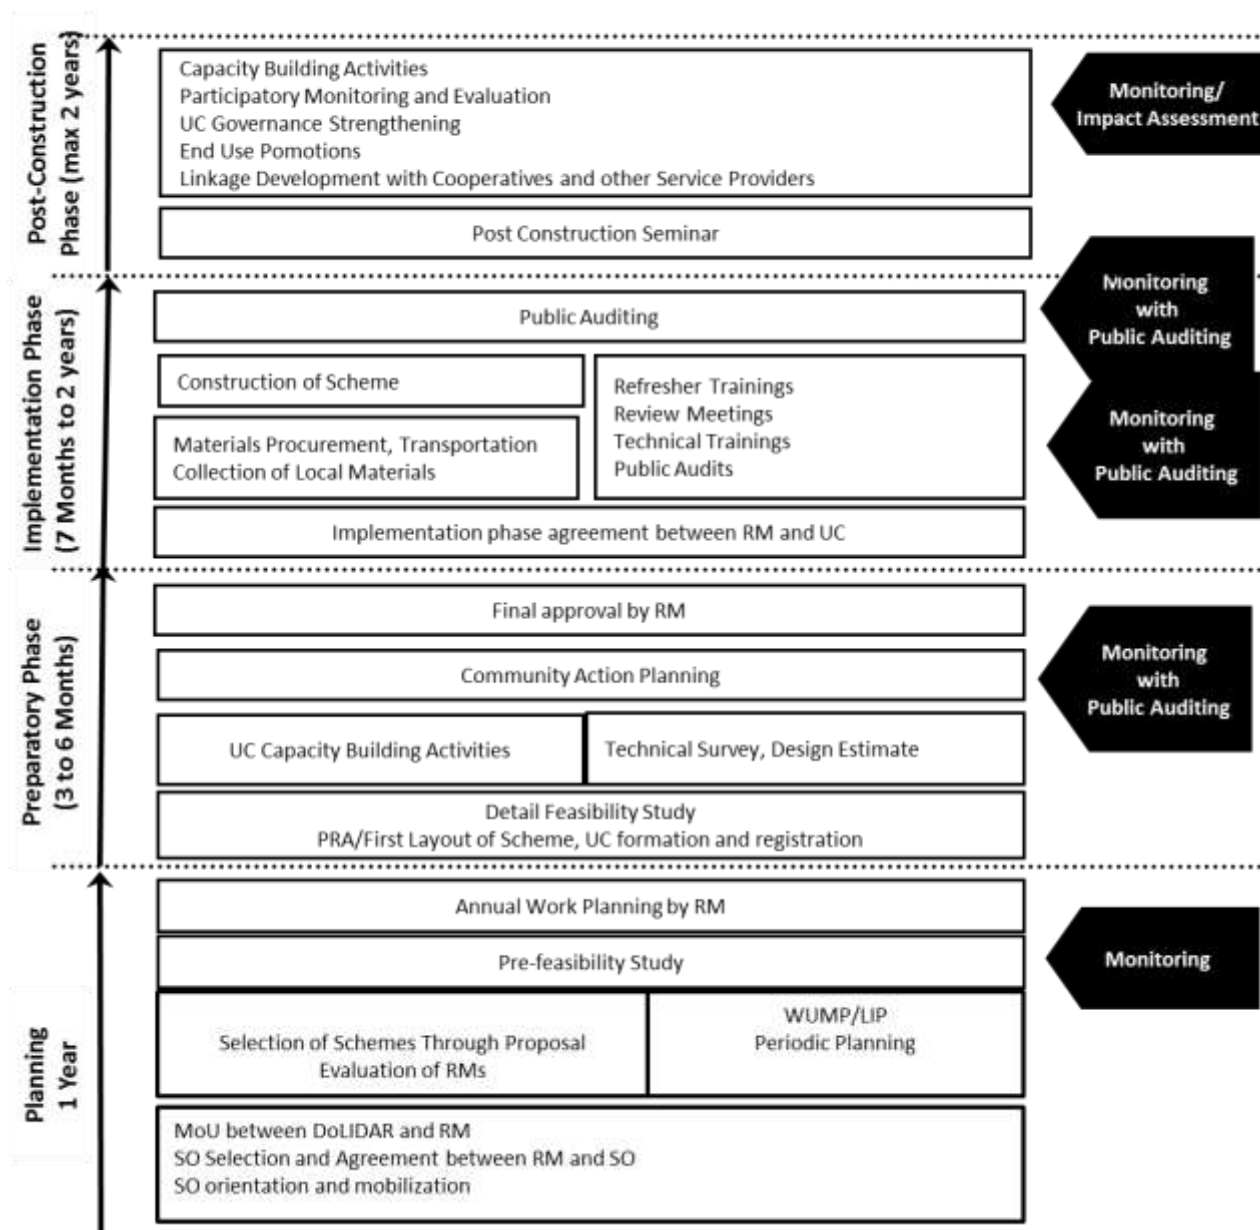 Post-Construction
Phase (max 2 years)
Capacity Building Activities
Participatory Monitoring and Evaluation
UC Governance Strengthening
End Use Pomotions
Linkage Development with Cooperatives and other Service Providers
Post Construction Seminar
Monitoring/
Impact Assessment
Implementation Phase
(7 Months to 2 years)
Public Auditing
Construction of Scheme
Materials Procurement, Transportation
Collection of Local Materials
Refresher Trainings
Review Meetings
Technical Trainings
Public Audits
Implementation phase agreement between RM and UC
Monitoring
with
Public Auditing
Monitoring
with
Public Auditing
Preparatory Phase
(3 to 6 Months)
Final approval by RM
Community Action Planning
UC Capacity Building Activities
Technical Survey, Design Estimate
Detail Feasibility Study
PRA/First Layout of Scheme, UC formation and registration
Monitoring
with
Public Auditing
Planning
1 Year
Annual Work Planning by RM
Pre-feasibility Study
Selection of Schemes Through Proposal
Evaluation of RMs
WUMP/LIP
Periodic Planning
MoU between DoLIDAR and RM
SO Selection and Agreement between RM and SO
SO orientation and mobilization
Monitoring